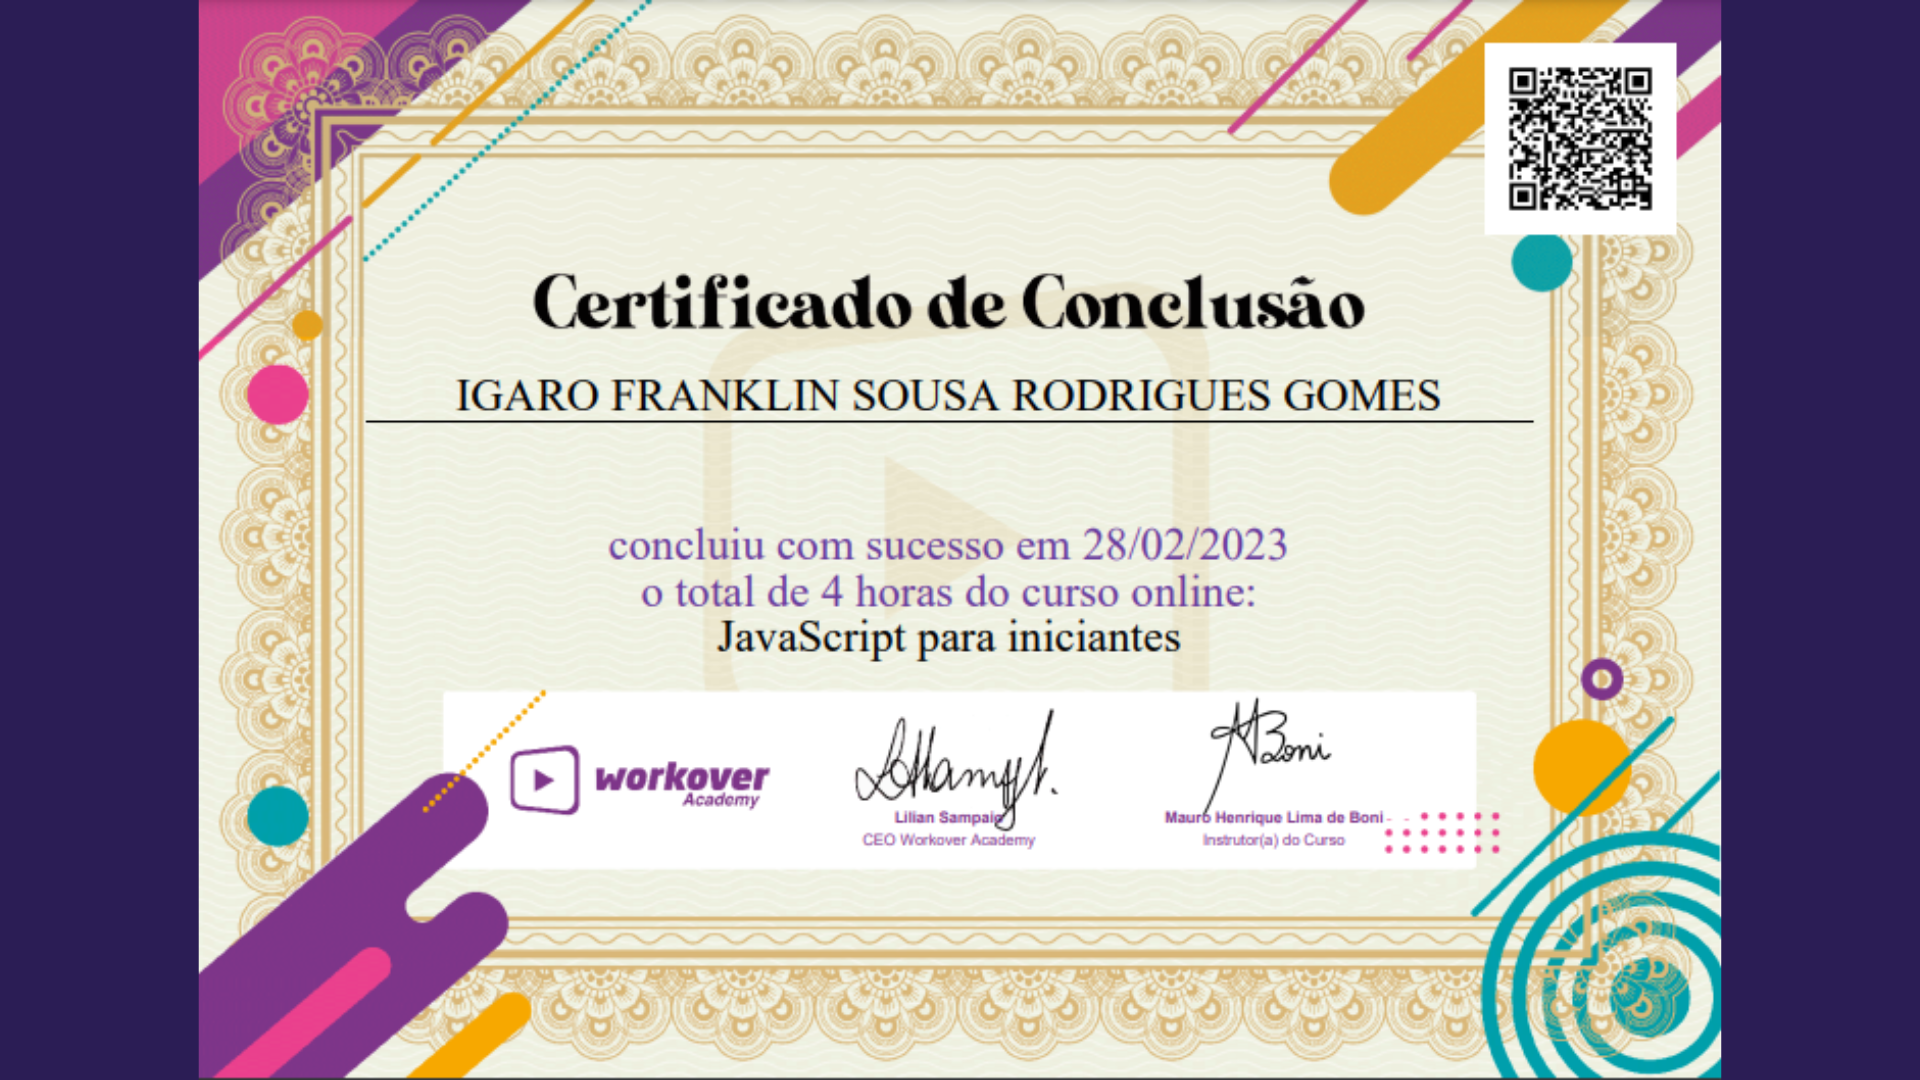 Certificado de Conclusão
IGARO FRANKLIN SOUSA RODRIGUES GOMES
concluiu com sucesso em 28/02/2023
o total de 4 horas do curso online:
JavaScript para iniciantes
workover
Academy
Lilian Sampaio
CEO Workover Academy
Boni
Mauro Henrique Lima de Boni
Instrutor(a) do Curso